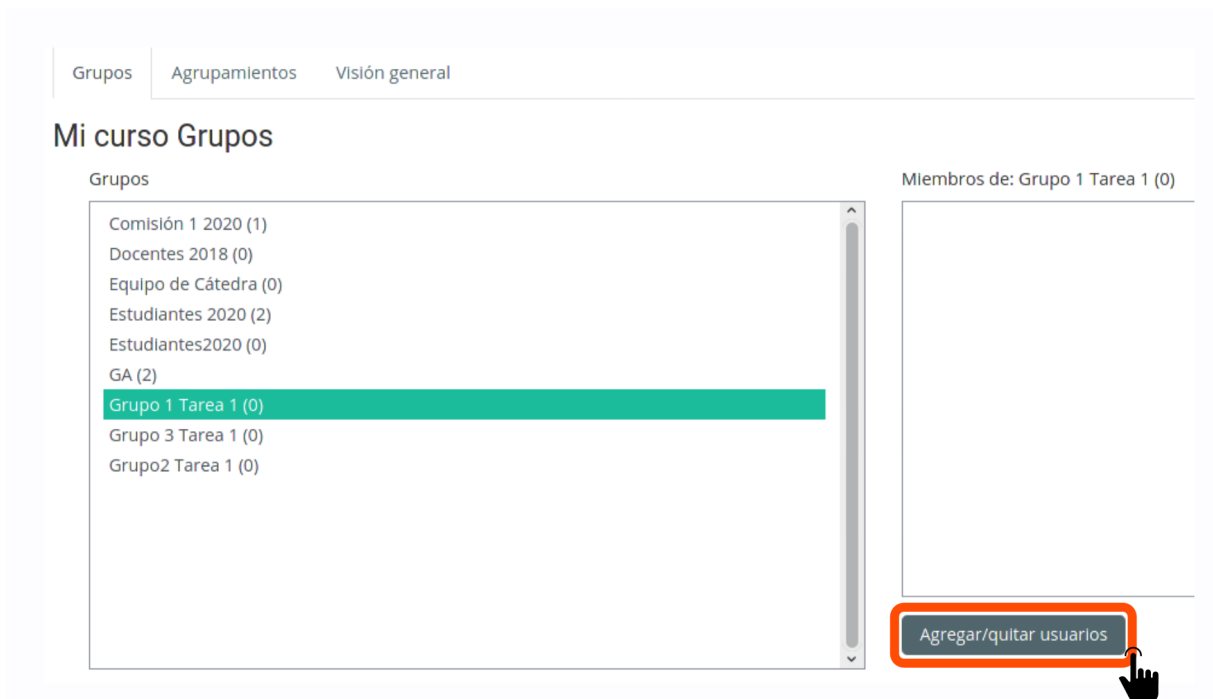 Grupos Agrupamientos Visión general
Mi curso Grupos
Grupos
Comisión 1 2020 (1)
Docentes 2018 (0)
Equipo de Cátedra (0)
Estudiantes 2020 (2)
Estudiantes2020 (0)
GA (2)
Grupo 1 Tarea 1 (0)
Grupo 3 Tarea 1 (0)
Grupo2 Tarea 1 (0)
Miembros de: Grupo 1 Tarea 1 (0)
Agregar/quitar usuarios